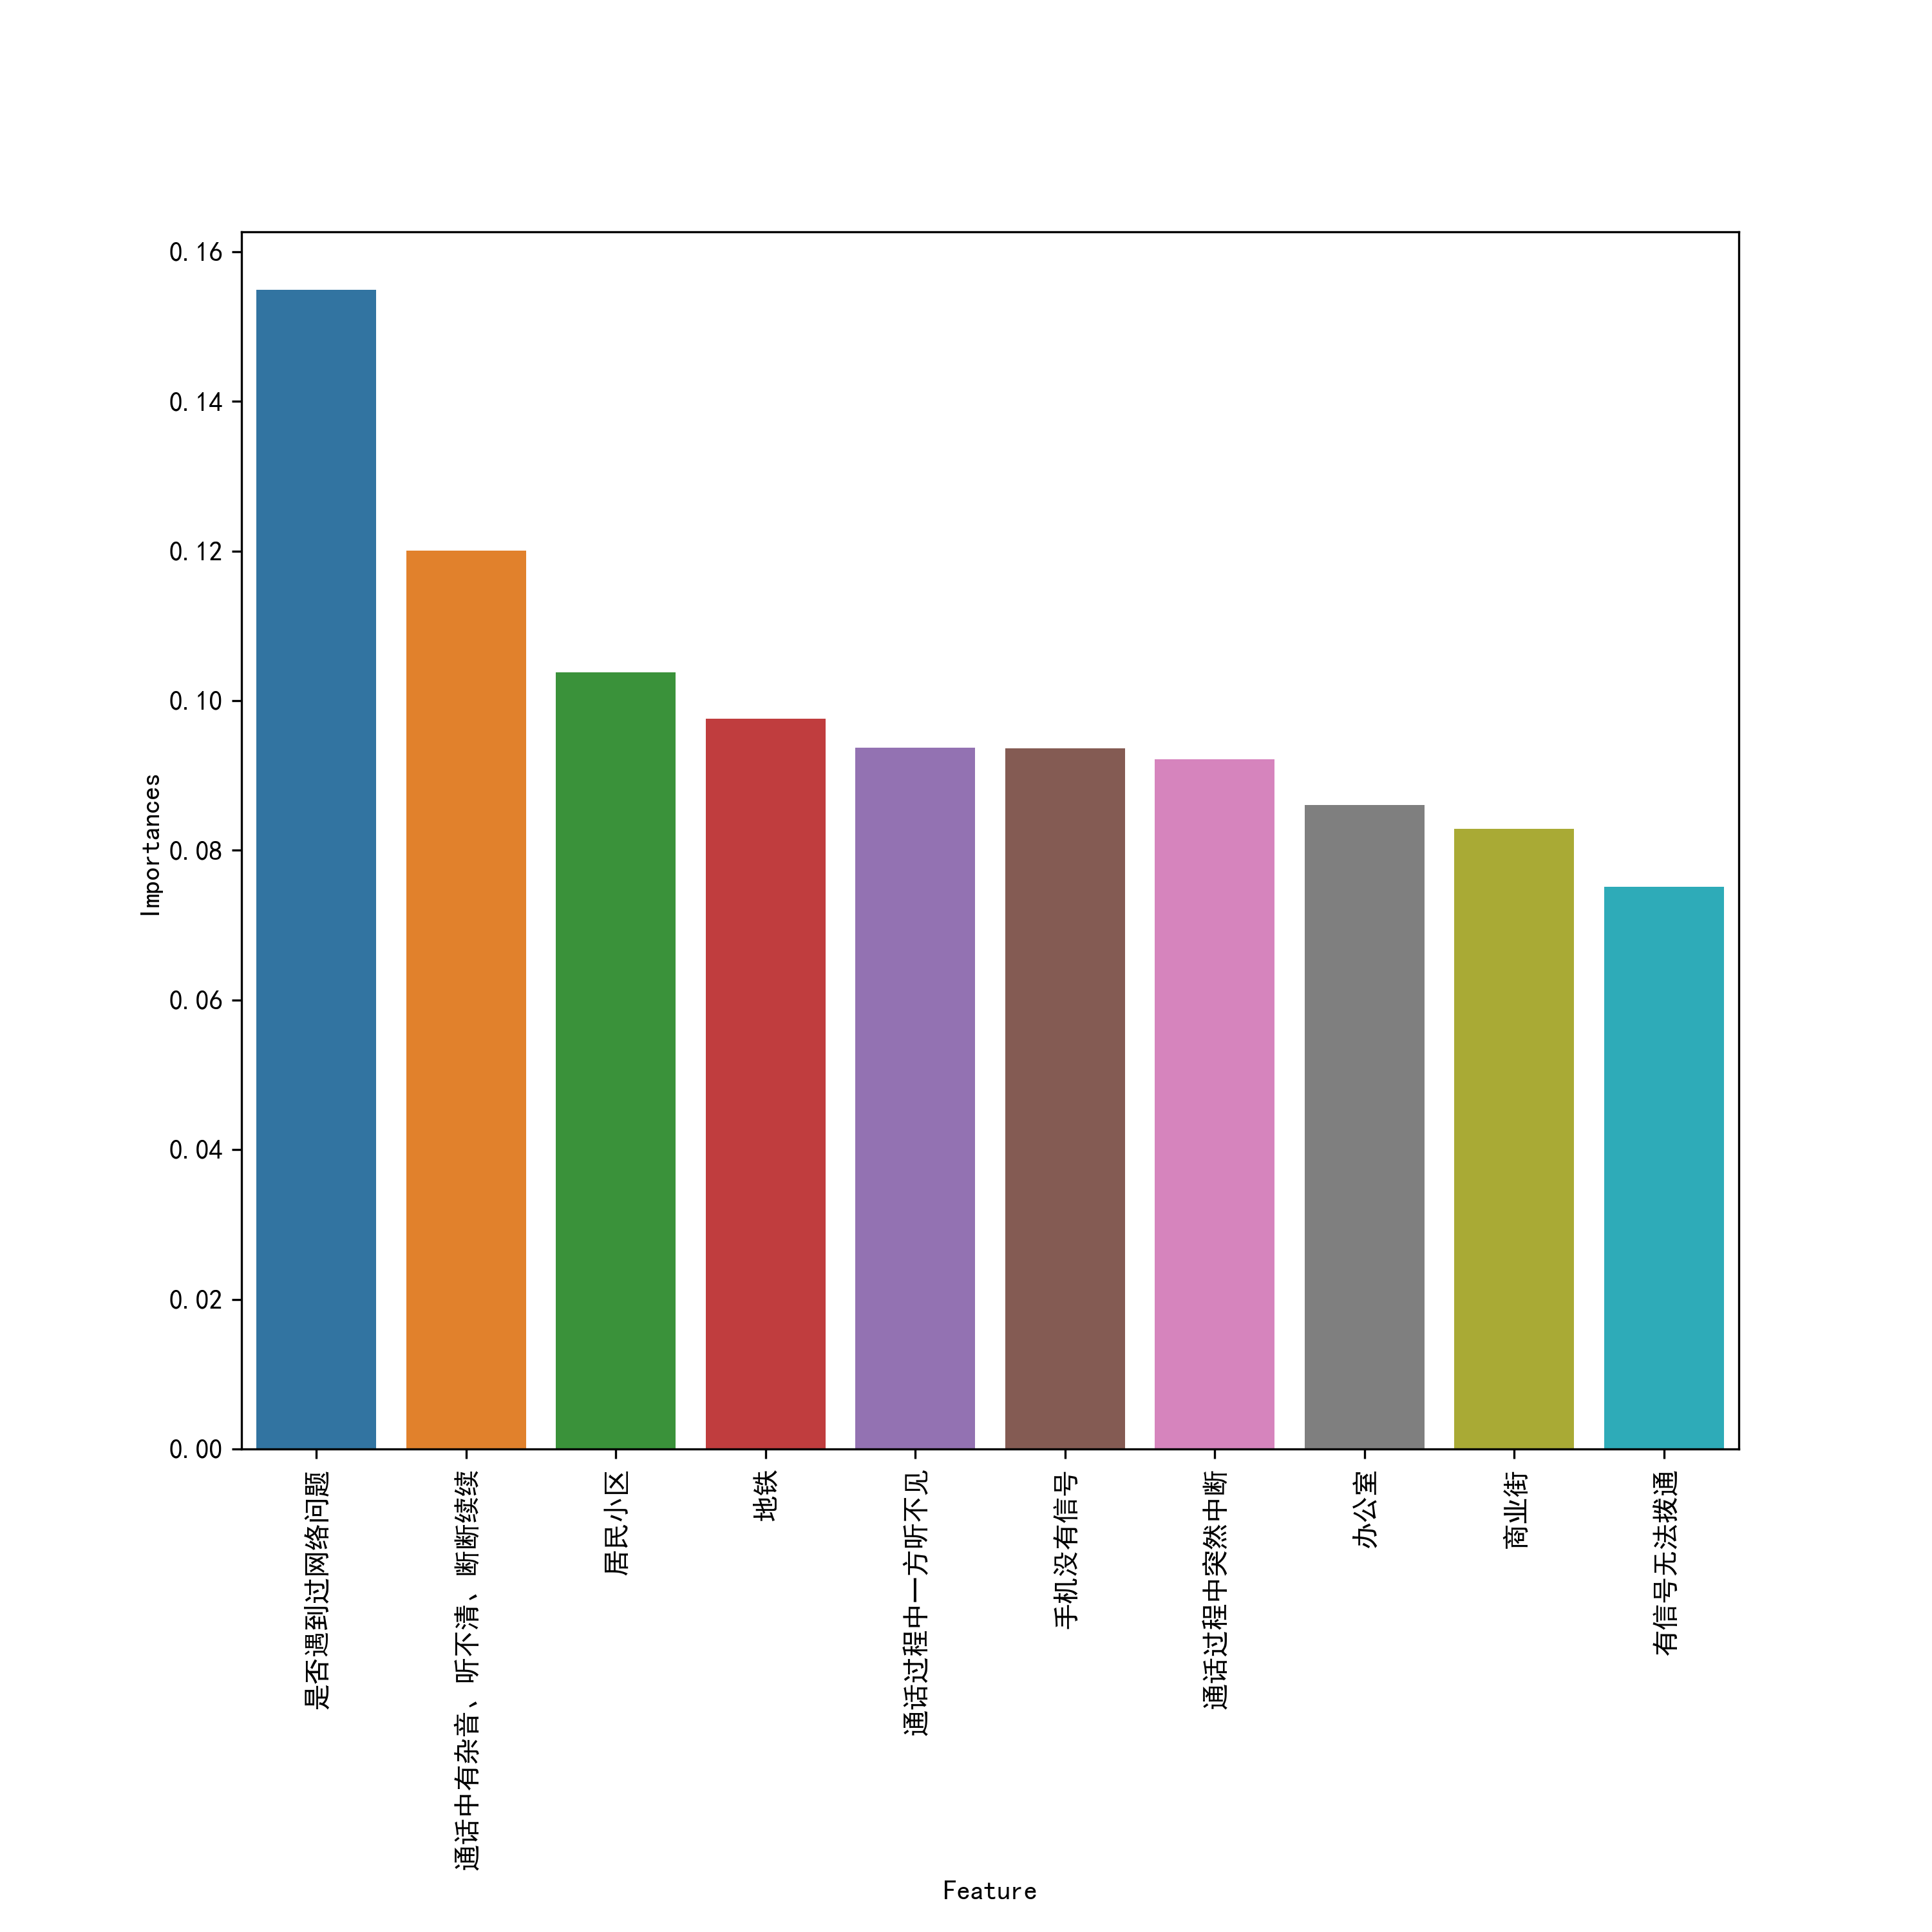 0.16
0.14
0.12
0.10
0.08
0.06
0.04
0.02
0.00
Importances
是否遇到过网络问题
通话中有杂音、听不清、断断续续
居民小区
地铁
通话过程中一方听不见
手机没有信号
通话过程中突然中断
办公室
商业街
有信号无法拨通
Feature